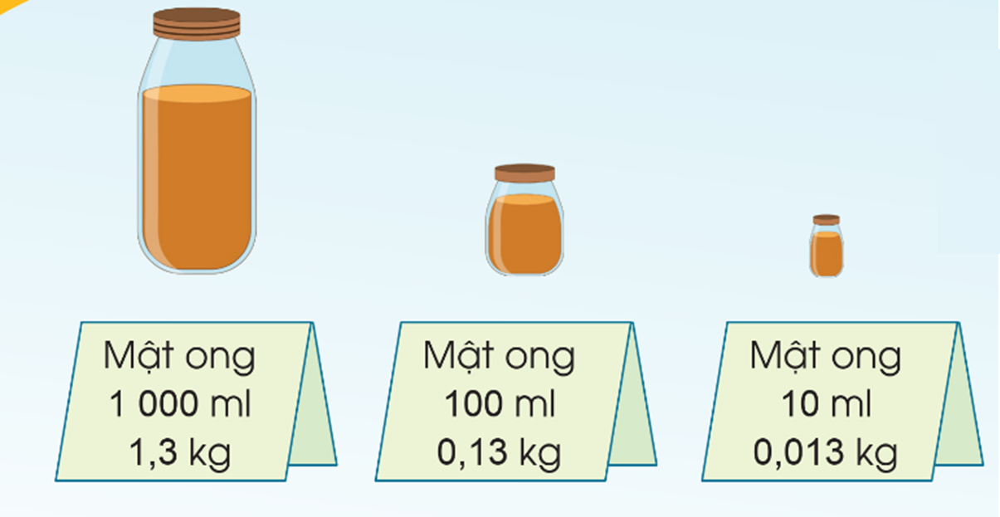 Mật ong
1 000 ml
1,3 kg
Mật ong
100 ml
0,13 kg
Mật ong
10 ml
0,013 kg